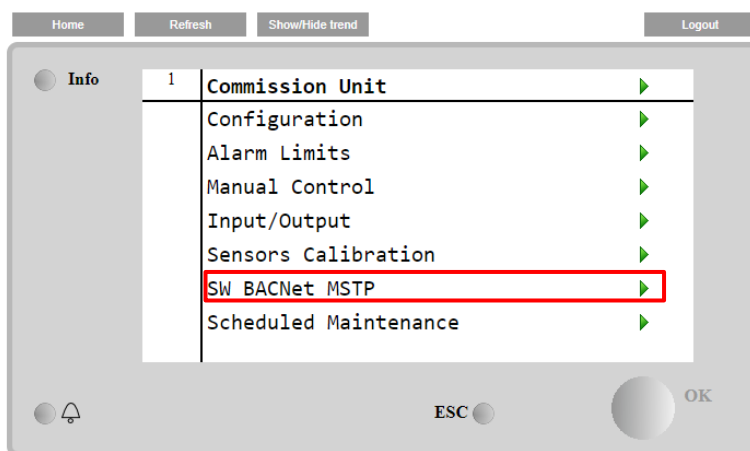 Home Refresh Show/Hide trend Logout
Info
1 Commission Unit
Configuration
Alarm Limits
Manual Control
Input/Output
Sensors Calibration
SW BACNet MSTP
Scheduled Maintenance
ESC OK